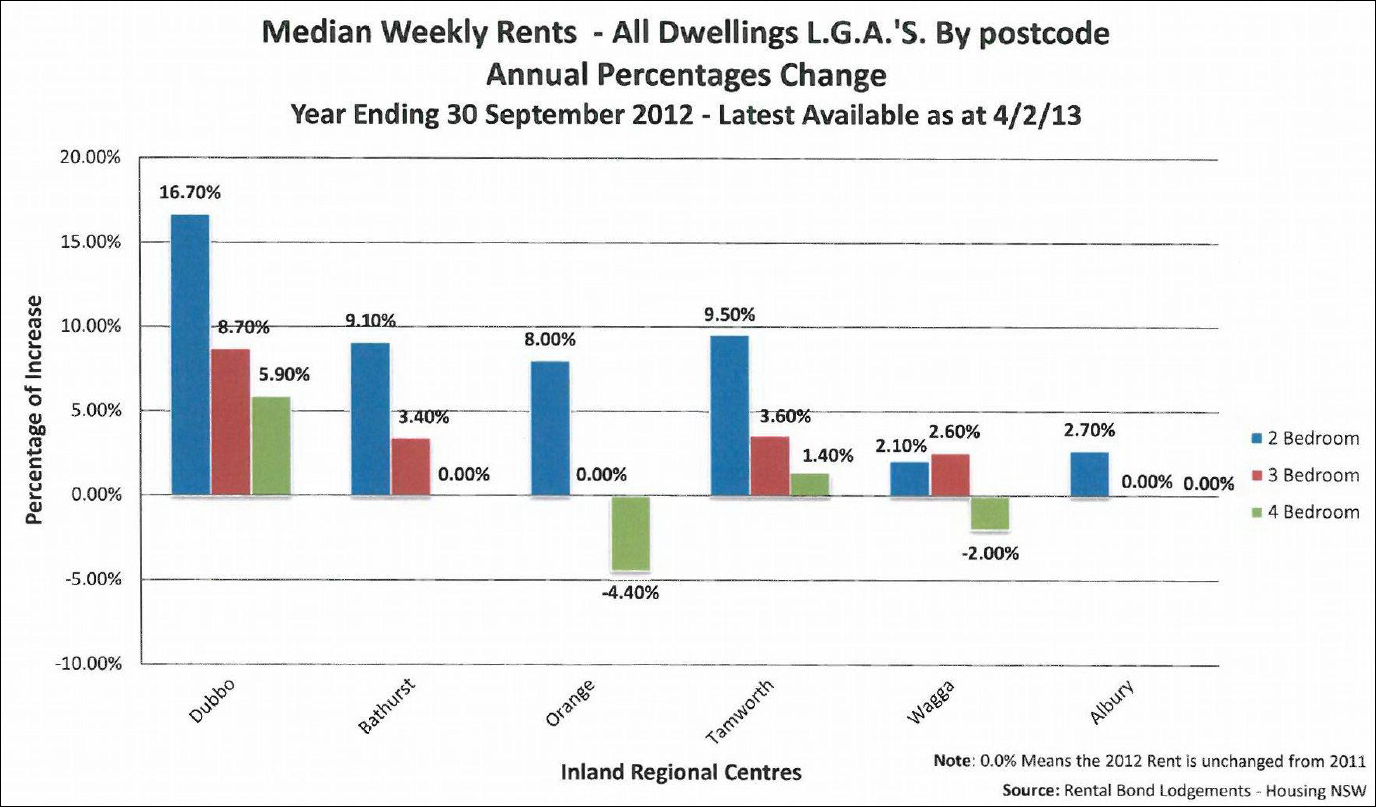 Median Weekly Rents - All Dwellings L.G.A.'S. By postcode
Annual Percentages Change
Year Ending 30 September 2012 - Latest Available as at 4/2/13
Percentage of Increase
20.00%
15.00%
10.00%
5.00%
0.00%
-5.00%
-10.00%
16.70%
8.70%
5.90%
9.10%
3.40%
0.00%
8.00%
0.00%
-4.40%
9.50%
3.60%
1.40%
2.10%
2.60%
-2.00%
2.70%
0.00%
0.00%
2 Bedroom
3 Bedroom
4 Bedroom
Dubbo
Bathurst
Orange
Tamworth
Wagga
Albury
Inland Regional Centres
Note: 0.0% Means the 2012 Rent is unchanged from 2011
Source: Rental Bond Lodgements - Housing NSW